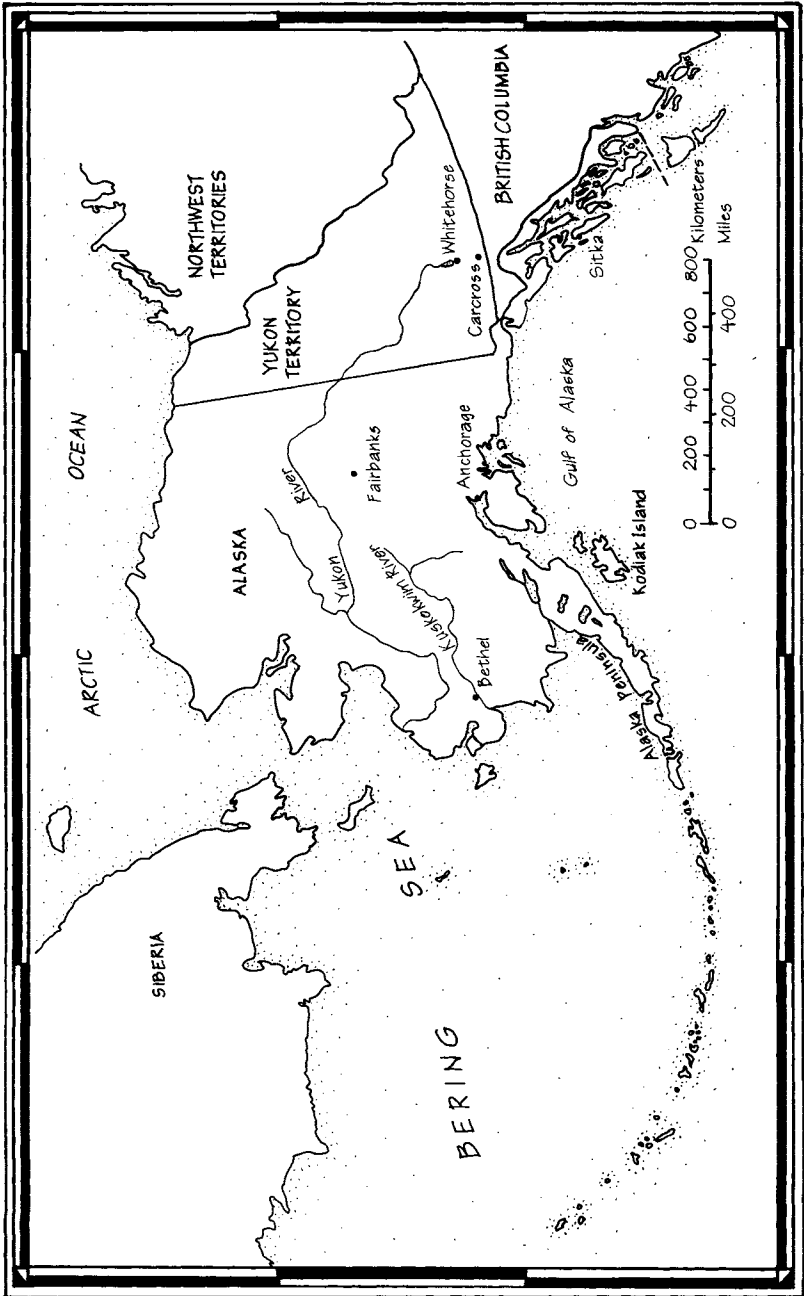 ARCTIC
OCEAN
SIBERIA
ALASKA
NORTHWEST
TERRITORIES
YUKON
TERRITORY
Yukon
River
Kuskokwim River
Fairbanks
Whitehorse
Carcross
BRITISH COLUMBIA
Bethel
Anchorage
BERING
SEA
Alaska Paninsula
Kodiak Island
Gulf of Alaska
Sitka
0 200 400 600 800 Kilometers
0 200 400 Miles